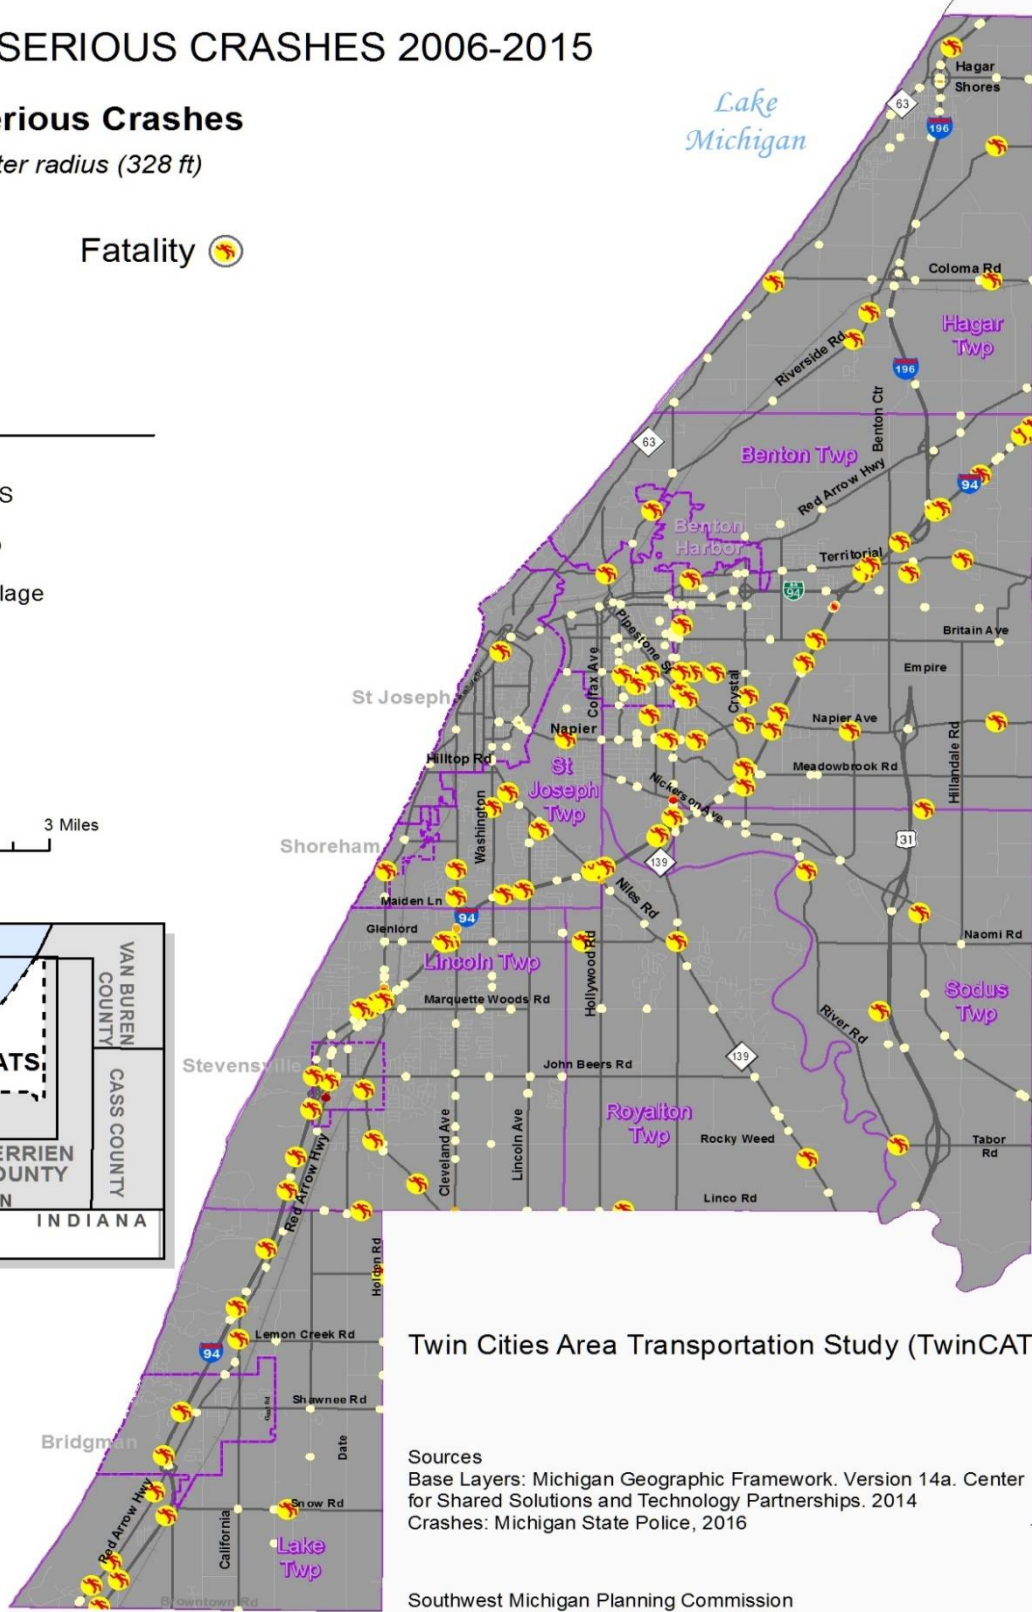 SERIOUS CRASHES 2006-2015
erious Crashes
ter radius (328 ft)
Fatality
S
lage
3 Miles
VAN BUREN
COUNTY
ATS
CASS COUNTY
ERRIEN
OUNTY
N
INDIANA
Lake
Michigan
Hagar
Shores
63
196
Coloma Rd
Hagar
Twp
Riverside Rd
196
Benton Ctr
63
Benton Twp
Red Arrow Hwy
94
Benton
Harbor
Territorial
94
Pipestone St
Britain Ave
Empire
Colfax Ave
Crystal
St Joseph
Napier
Napier Ave
Hillandale Rd
Hilltop Rd
St
Joseph
Twp
Meadowbrook Rd
Nickerson Ave
Washington
Shoreham
31
139
Niles Rd
Maiden Ln
94
Glenlord
Naomi Rd
Lincoln Twp
Hollywood Rd
Sodus
Twp
Marquette Woods Rd
River Rd
Stevensville
John Beers Rd
139
Royalton
Twp
Cleveland Ave
Lincoln Ave
Rocky Weed
Tabor
Rd
Red Arrow Hwy
Linco Rd
Holden Rd
94
Lemon Creek Rd
Shawnee Rd
Bridgman
Date
Red Arrow Hwy
Snow Rd
California
Lake
Twp
Browntown Rd
Twin Cities Area Transportation Study (TwinCAT
Sources
Base Layers: Michigan Geographic Framework. Version 14a. Center
for Shared Solutions and Technology Partnerships. 2014
Crashes: Michigan State Police, 2016
Southwest Michigan Planning Commission